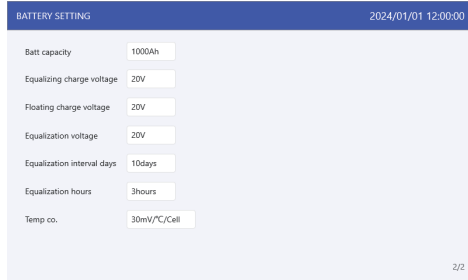 BATTERY SETTING 2024/01/01 12:00:00
Batt capacity 1000Ah
Equalizing charge voltage 20V
Floating charge voltage 20V
Equalization voltage 20V
Equalization interval days 10days
Equalization hours 3hours
Temp co. 30mV/℃/Cell
2/2